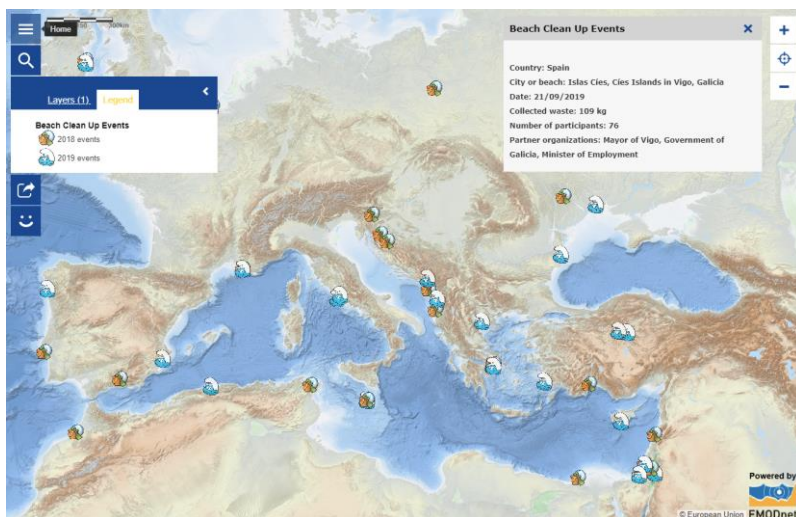 Home
Layers (1)
Legend
Beach Clean Up Events
2018 events
2019 events
Beach Clean Up Events
Country: Spain
City or beach: Islas Cíes, Cíes Islands in Vigo, Galicia
Date: 21/09/2019
Collected waste: 109 kg
Number of participants: 76
Partner organizations: Mayor of Vigo, Government of
Galicia, Minister of Employment
Powered by
© European Union
EMODnet